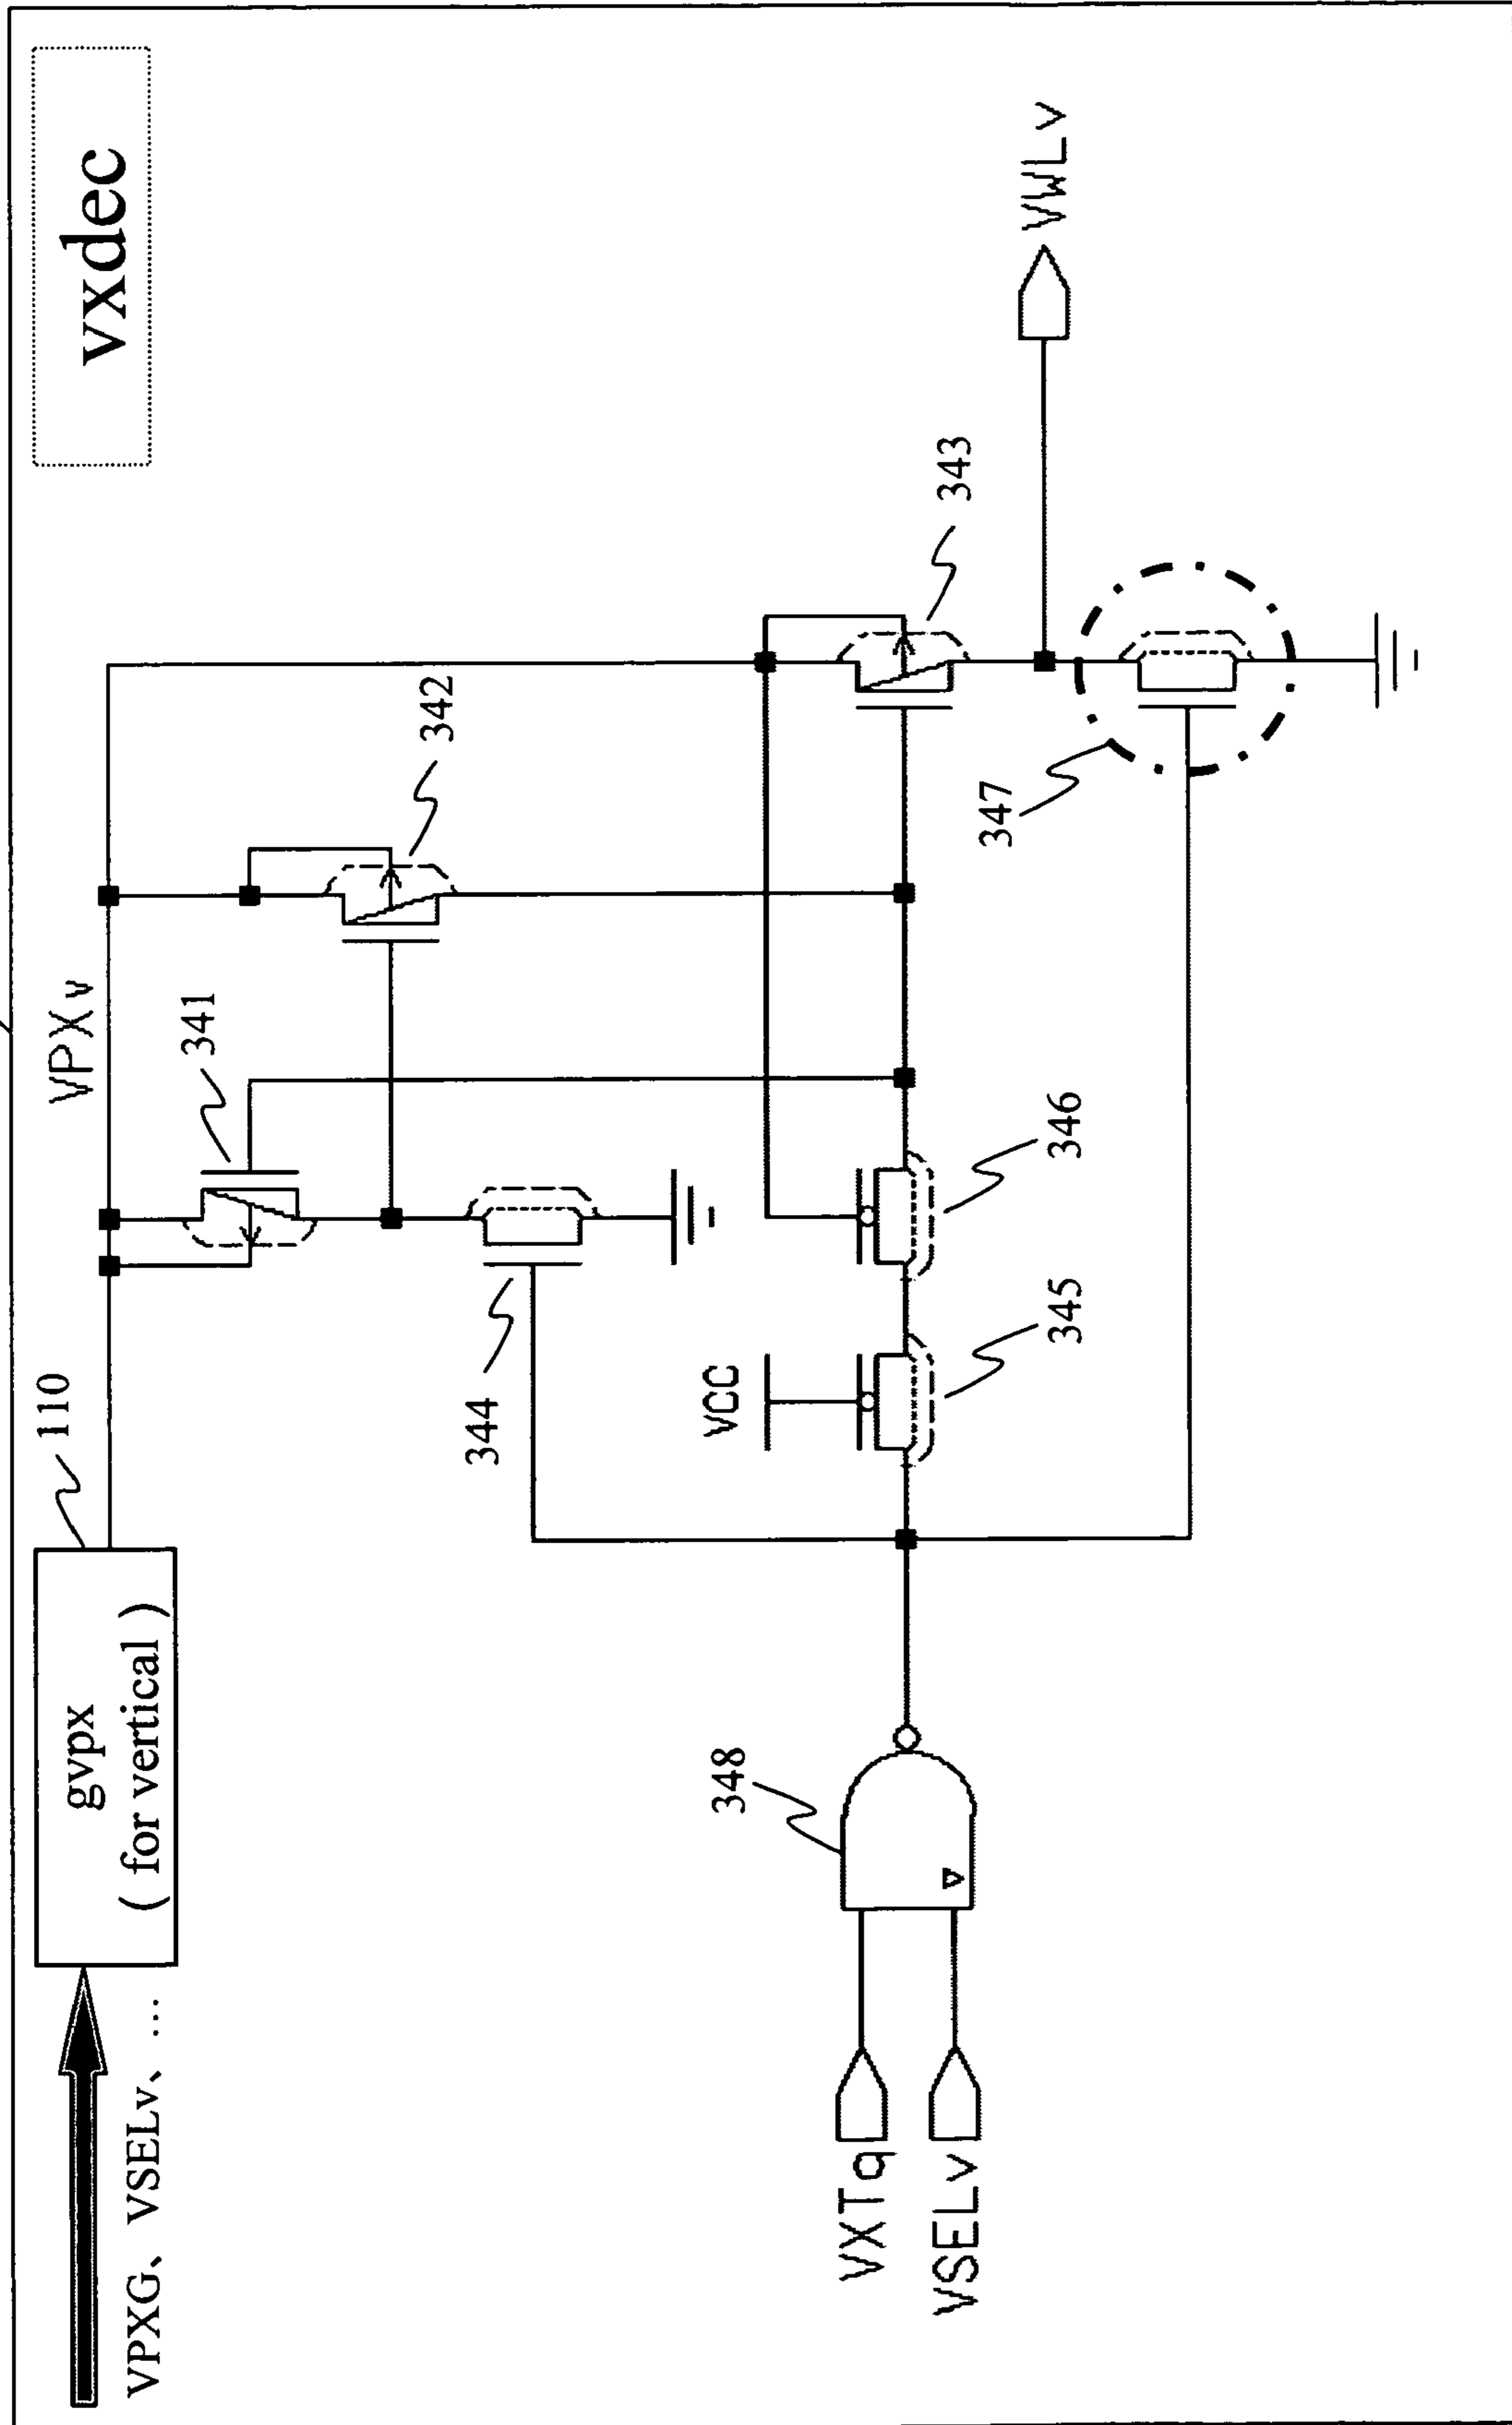 vxdec
VPXG、VSELv、...
gvpx
( for vertical )
110
VPXv
341
342
344
VCC
345
346
343
VWLv
347
348
VXTq
VSELv